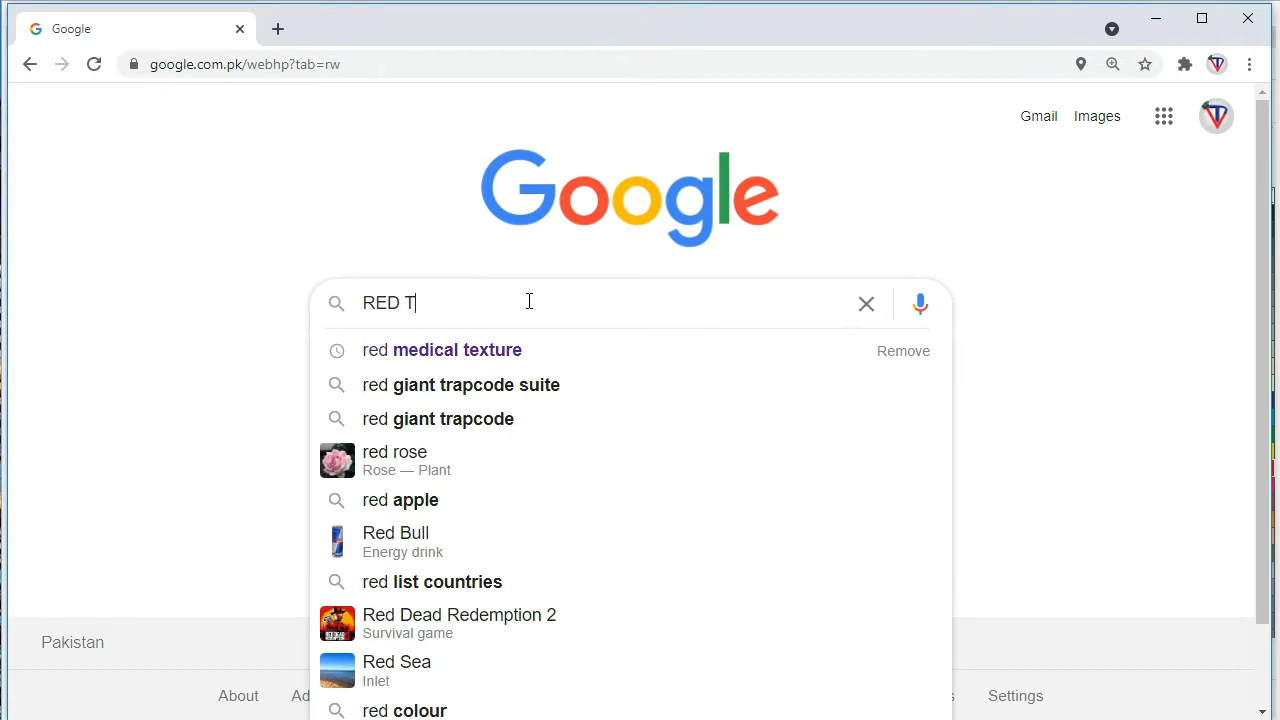 Google
google.com.pk/webhp?tab=rw
Gmail Images
Google
RED T
red medical texture Remove
red giant trapcode suite
red giant trapcode
red rose
Rose — Plant
red apple
Red Bull
Energy drink
red list countries
Red Dead Redemption 2
Survival game
Red Sea
Inlet
Pakistan
About Ad s Settings
red colour